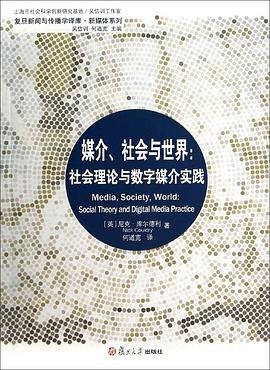 上海市社会科学创新研究基地/吴信训工作室
复旦新闻与传播学译库·新媒体系列
吴信训 何道宽 主编
媒介、社会与世界:
社会理论与数字媒介实践
Media, Society, World:
Social Theory and Digital Media Practice
[英]尼克·库尔德利 著
Nick Couldry
何道宽 译
复旦大学出版社